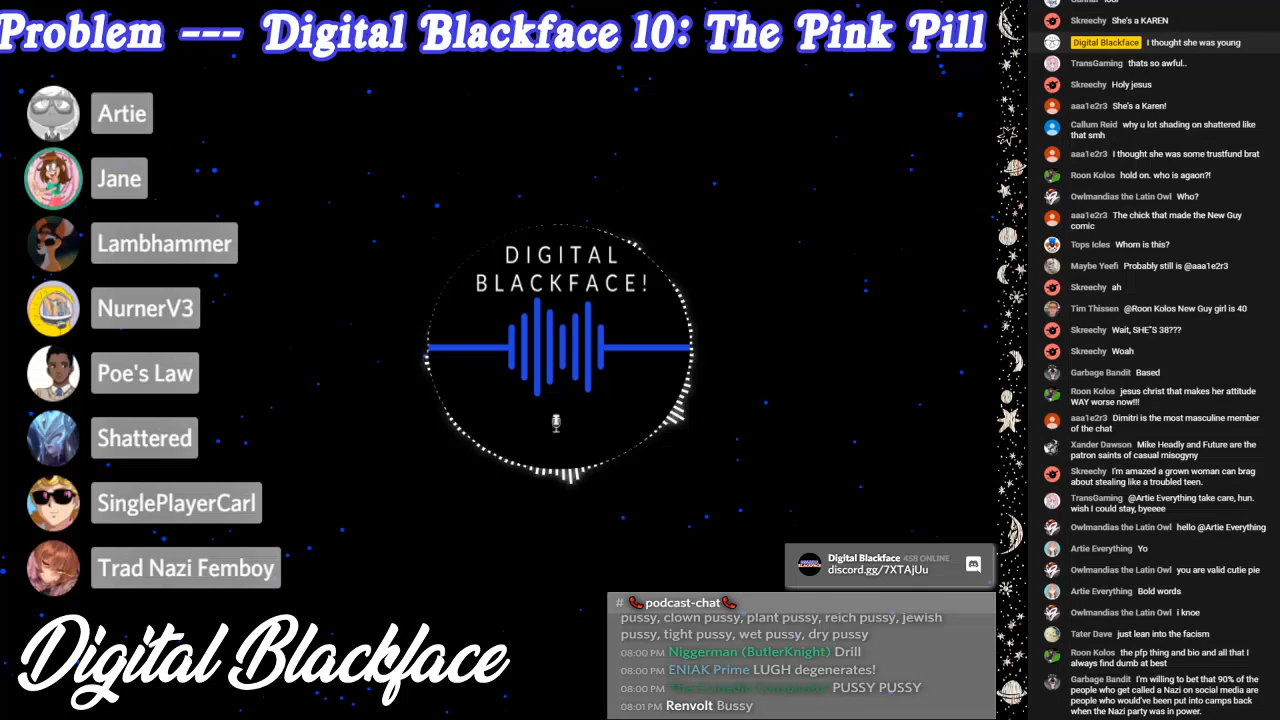 Problem --- Digital Blackface 10: The Pink Pill
Artie
Jane
Lambhammer
NurnerV3
Poe's Law
Shattered
SinglePlayerCarl
Trad Nazi Femboy
Digital Blackface
DIGITAL
BLACKFACE!
Digital Blackface 458 ONLINE
discord.gg/7XTAjUu
# podcast-chat
pussy, clown pussy, plant pussy, reich pussy, jewish
pussy, tight pussy, wet pussy, dry pussy
08:00 PM Niggerman (ButlerKnight) Drill
08:00 PM ENIAK Prime LUGH degenerates!
08:00 PM PUSSY PUSSY
08:01 PM Renvolt Bussy
Skreechy She's a KAREN
Digital Blackface I thought she was young
TransGaming thats so awful..
Skreechy Holy jesus
aaa1e2r3 She's a Karen!
Callum Reid why u lot shading on shattered like
that smh
aaa1e2r3 I thought she was some trustfund brat
Roon Kolos hold on. who is agaon?!
Owlmandias the Latin Owl Who?
aaa1e2r3 The chick that made the New Guy
comic
Tops Icles Whom is this?
Maybe Yeefi Probably still is @aaa1e2r3
Skreechy ah
Tim Thissen @Roon Kolos New Guy girl is 40
Skreechy Wait, SHE"S 38???
Skreechy Woah
Garbage Bandit Based
Roon Kolos jesus christ that makes her attitude
WAY worse now!!!
aaa1e2r3 Dimitri is the most masculine member
of the chat
Xander Dawson Mike Headly and Future are the
patron saints of casual misogyny
Skreechy I'm amazed a grown woman can brag
about stealing like a troubled teen.
TransGaming @Artie Everything take care, hun.
wish I could stay, byeeee
Owlmandias the Latin Owl hello @Artie Everything
Artie Everything Yo
Owlmandias the Latin Owl you are valid cutie pie
Artie Everything Bold words
Owlmandias the Latin Owl i knoe
Tater Dave just lean into the facism
Roon Kolos the pfp thing and bio and all that I
always find dumb at best
Garbage Bandit I'm willing to bet that 90% of the
people who get called a Nazi on social media are
people who would've been put into camps back
when the Nazi party was in power.